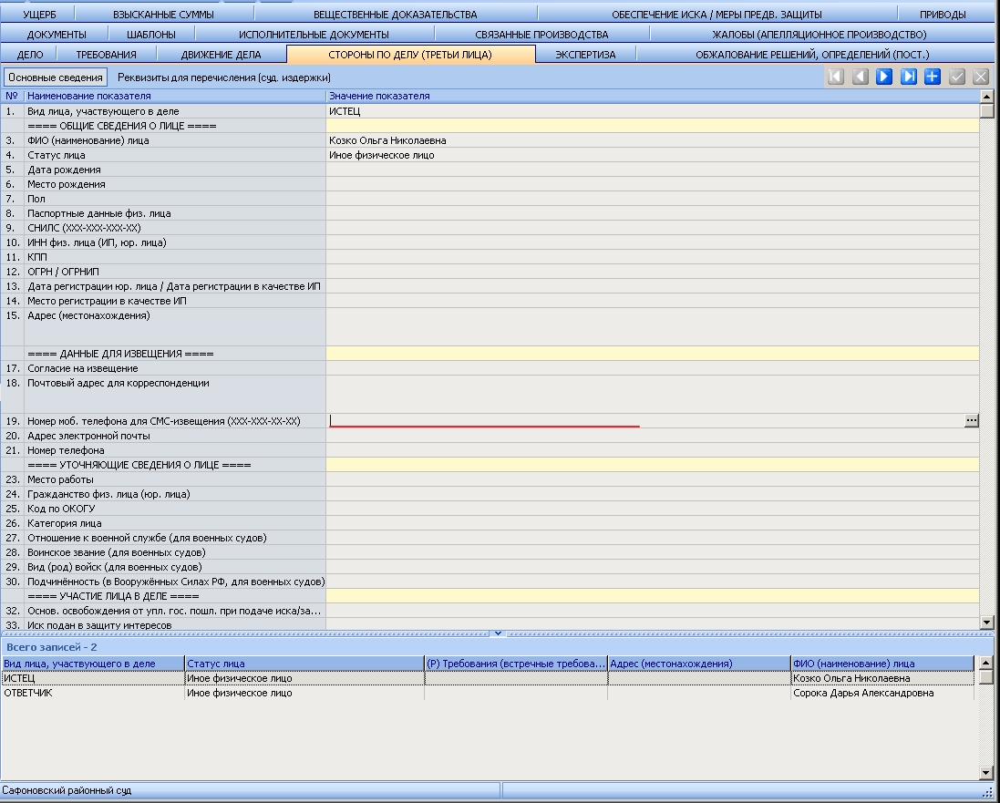 УЩЕРБ ВЗЫСКАННЫЕ СУММЫ ВЕЩЕСТВЕННЫЕ ДОКАЗАТЕЛЬСТВА ОБЕСПЕЧЕНИЕ ИСКА / МЕРЫ ПРЕДВ. ЗАЩИТЫ ПРИВОДЫ
ДОКУМЕНТЫ ШАБЛОНЫ ИСПОЛНИТЕЛЬНЫЕ ДОКУМЕНТЫ СВЯЗАННЫЕ ПРОИЗВОДСТВА ЖАЛОБЫ (АПЕЛЛЯЦИОННОЕ ПРОИЗВОДСТВО)
ДЕЛО ТРЕБОВАНИЯ ДВИЖЕНИЕ ДЕЛА СТОРОНЫ ПО ДЕЛУ (ТРЕТЬИ ЛИЦА) ЭКСПЕРТИЗА ОБЖАЛОВАНИЕ РЕШЕНИЙ, ОПРЕДЕЛЕНИЙ (ПОСТ.)
Основные сведения Реквизиты для перечисления (суд. издержки)
№ Наименование показателя Значение показателя
1. Вид лица, участвующего в деле ИСТЕЦ
==== ОБЩИЕ СВЕДЕНИЯ О ЛИЦЕ ====
3. ФИО (наименование) лица Козко Ольга Николаевна
4. Статус лица Иное физическое лицо
5. Дата рождения
6. Место рождения
7. Пол
8. Паспортные данные физ. лица
9. СНИЛС (XXX-XXX-XXX-XX)
10. ИНН физ. лица (ИП, юр. лица)
11. КПП
12. ОГРН / ОГРНИП
13. Дата регистрации юр. лица / Дата регистрации в качестве ИП
14. Место регистрации в качестве ИП
15. Адрес (местонахождения)
==== ДАННЫЕ ДЛЯ ИЗВЕЩЕНИЯ ====
17. Согласие на извещение
18. Почтовый адрес для корреспонденции
19. Номер моб. телефона для СМС-извещения (XXX-XXX-XX-XX) ...
20. Адрес электронной почты
21. Номер телефона
==== УТОЧНЯЮЩИЕ СВЕДЕНИЯ О ЛИЦЕ ====
23. Место работы
24. Гражданство физ. лица (юр. лица)
25. Код по ОКОГУ
26. Категория лица
27. Отношение к военной службе (для военных судов)
28. Воинское звание (для военных судов)
29. Вид (род) войск (для военных судов)
30. Подчинённость (в Вооружённых Силах РФ, для военных судов)
==== УЧАСТИЕ ЛИЦА В ДЕЛЕ ====
32. Основ. освобождения от упл. гос. пошл. при подаче иска/за...
33. Иск подан в защиту интересов
Всего записей - 2
Вид лица, участвующего в деле Статус лица (Р) Требования (встречные требова... Адрес (местонахождения) ФИО (наименование) лица
ИСТЕЦ Иное физическое лицо Козко Ольга Николаевна
ОТВЕТЧИК Иное физическое лицо Сорока Дарья Александровна
Сафоновский районный суд